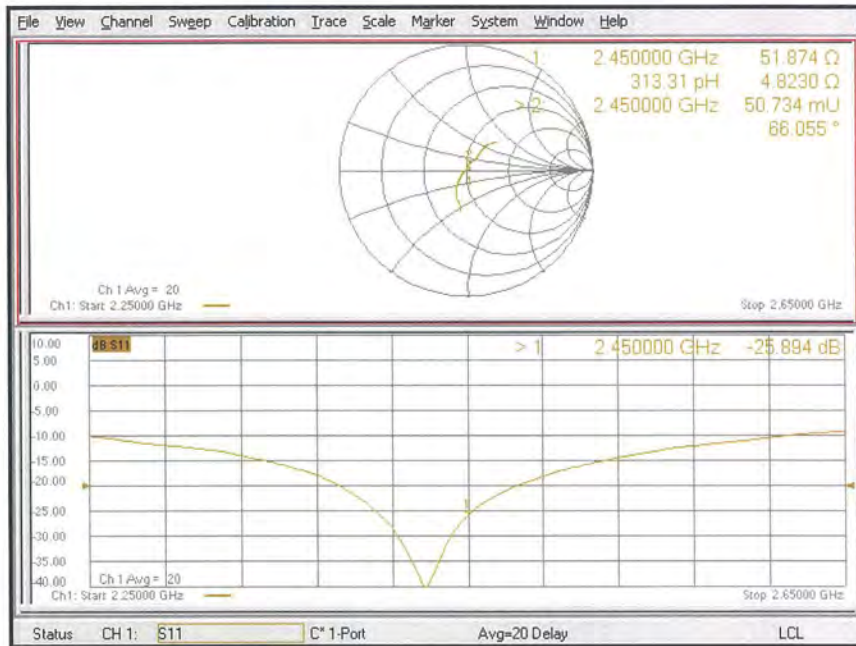 File View Channel Sweep Calibration Trace Scale Marker System Window Help
1: 2.450000 GHz 51.874 Ω
313.31 pH 4.8230 Ω
> 2: 2.450000 GHz 50.734 mU
66.055 °
Ch 1 Avg = 20
Ch1: Start 2.25000 GHz
Stop 2.65000 GHz
10.00
dB S11
> 1: 2.450000 GHz -25.894 dB
5.00
0.00
-5.00
-10.00
-15.00
-20.00
-25.00
1
-30.00
-35.00
-40.00
Ch 1 Avg = 20
Ch1: Start 2.25000 GHz
Stop 2.65000 GHz
Status CH 1: S11 C* 1-Port Avg=20 Delay LCL